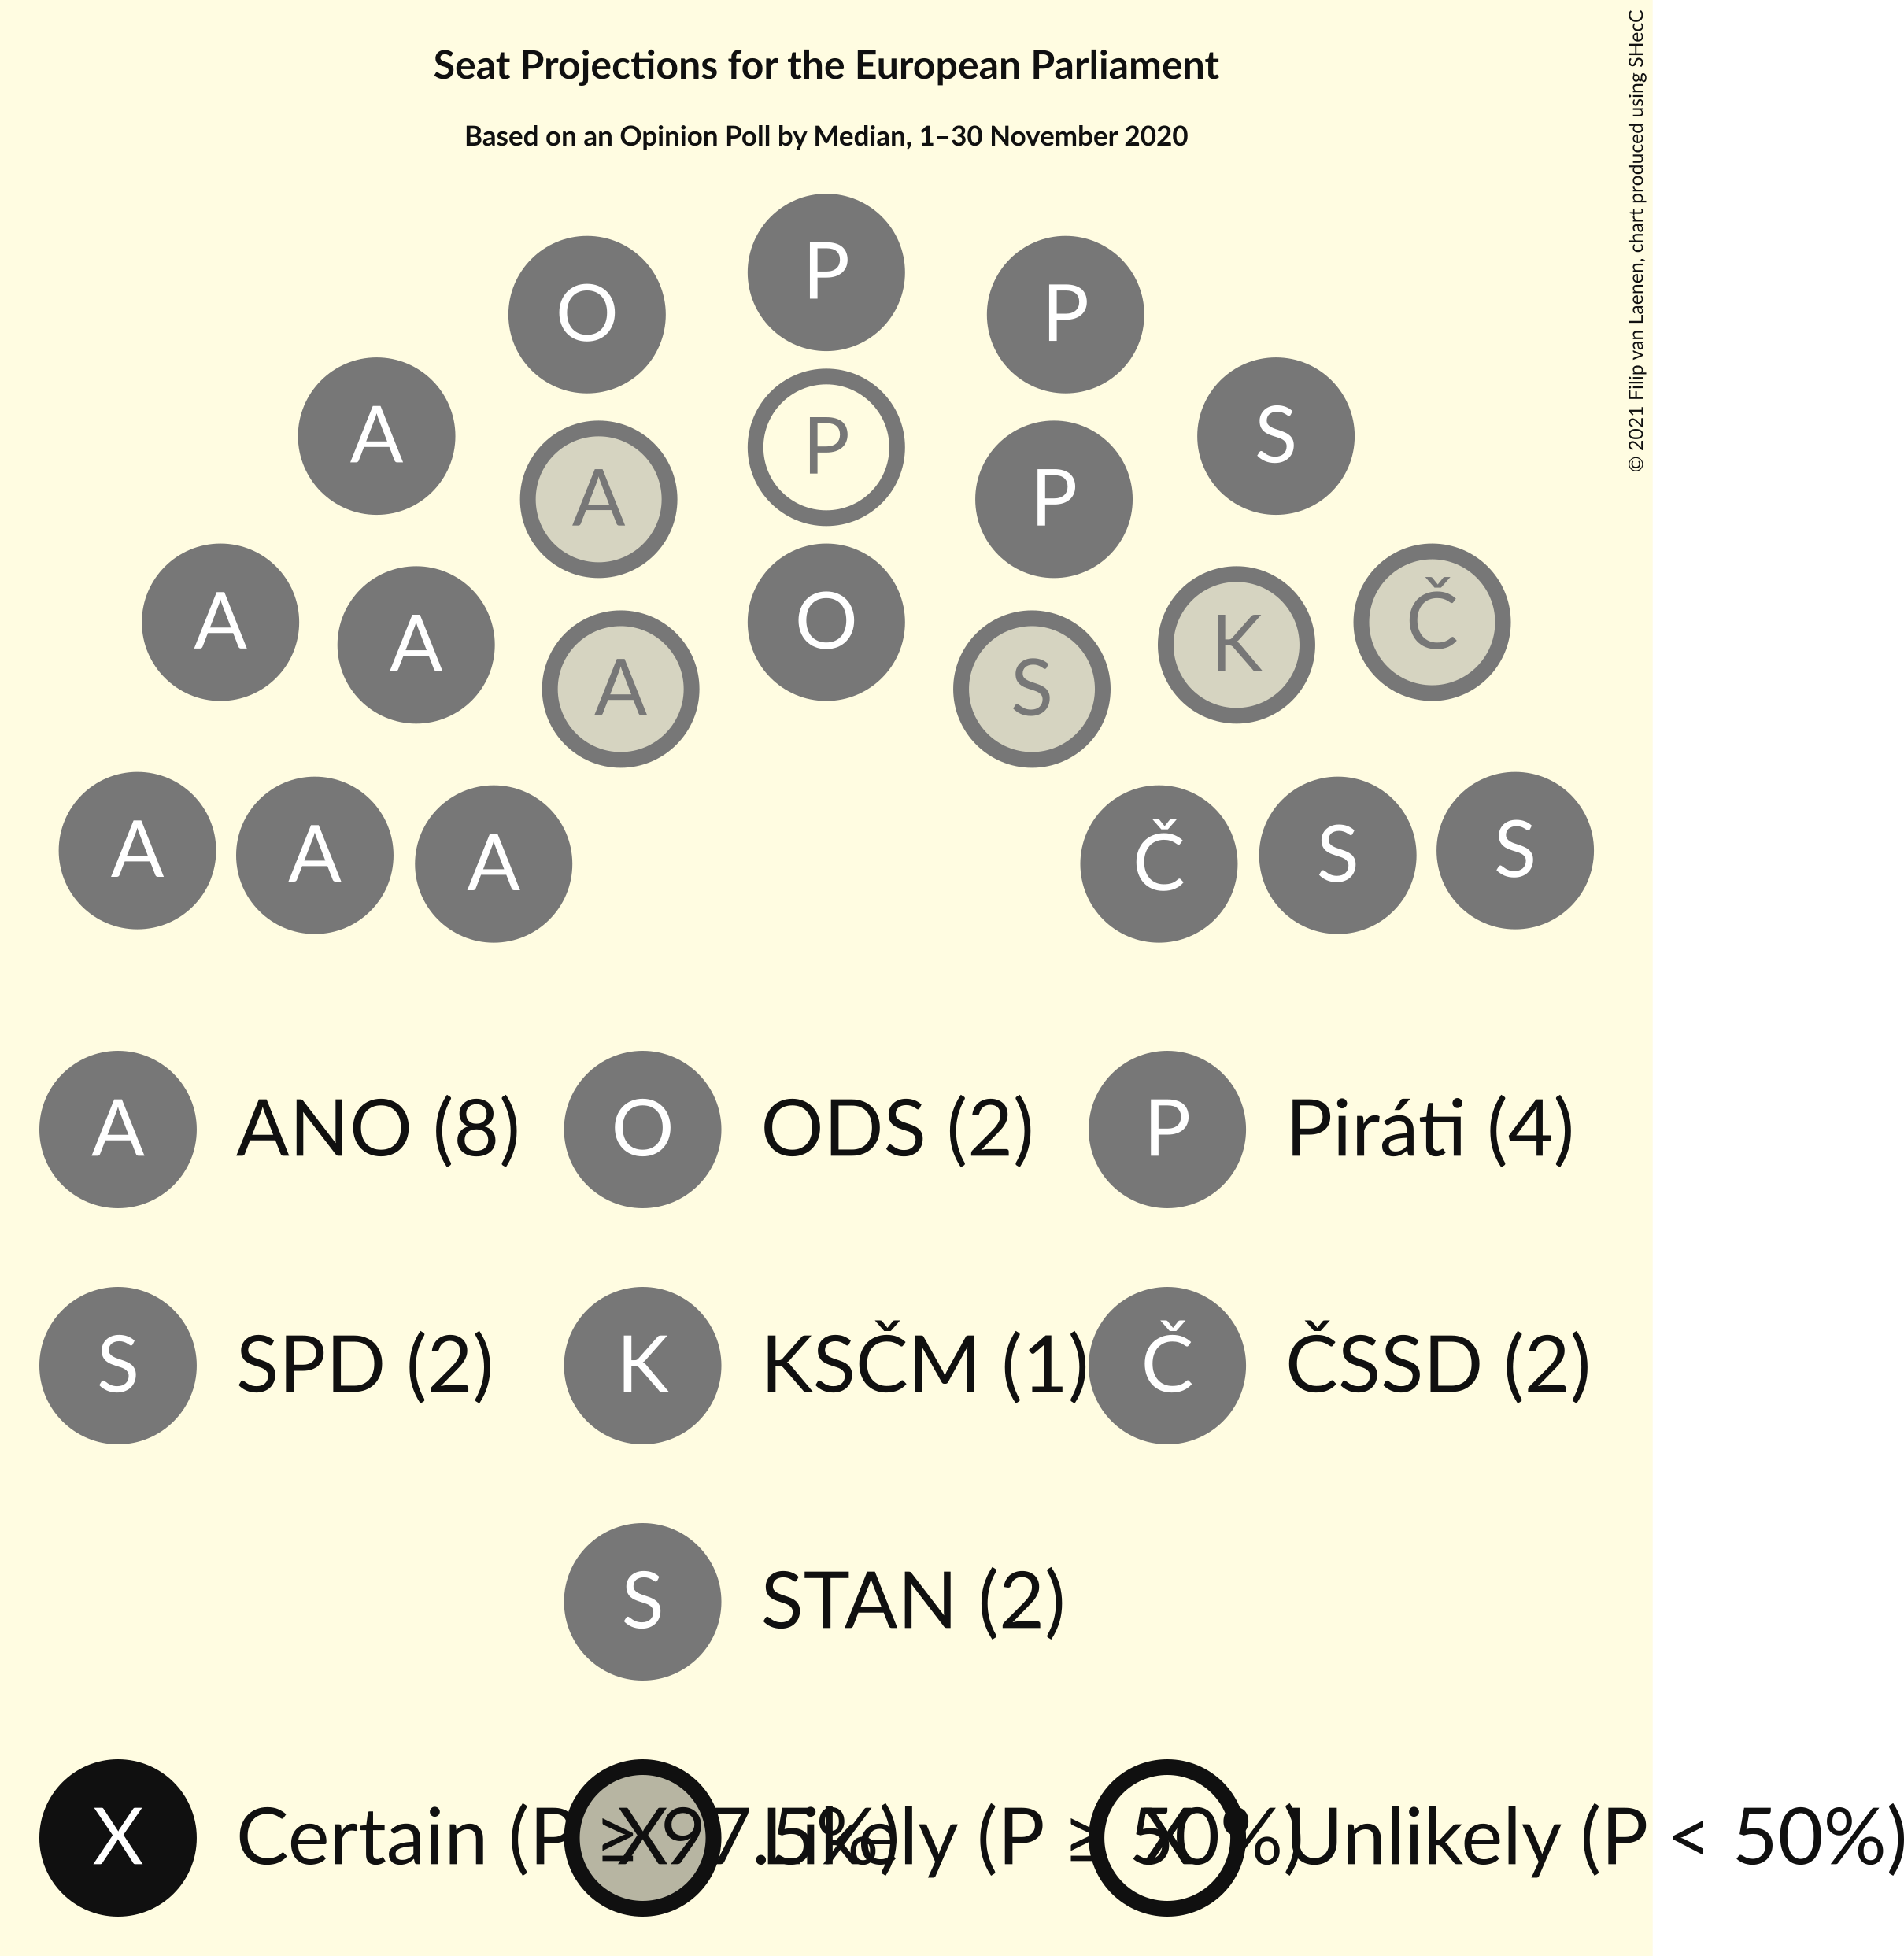 Seat Projections for the European Parliament
Based on an Opinion Poll by Median, 1–30 November 2020
© 2021 Filip van Laenen, chart produced using SHecC
P
O P P
A P S
A A P
A A O S K Č
A A A Č S S
A ANO (8) O ODS (2) P Piráti (4)
S SPD (2) K KSČM (1) Č ČSSD (2)
S STAN (2)
X Certain (P ≥ 97.5%) X Likely (P ≥ 50%) X Unlikely (P < 50%)